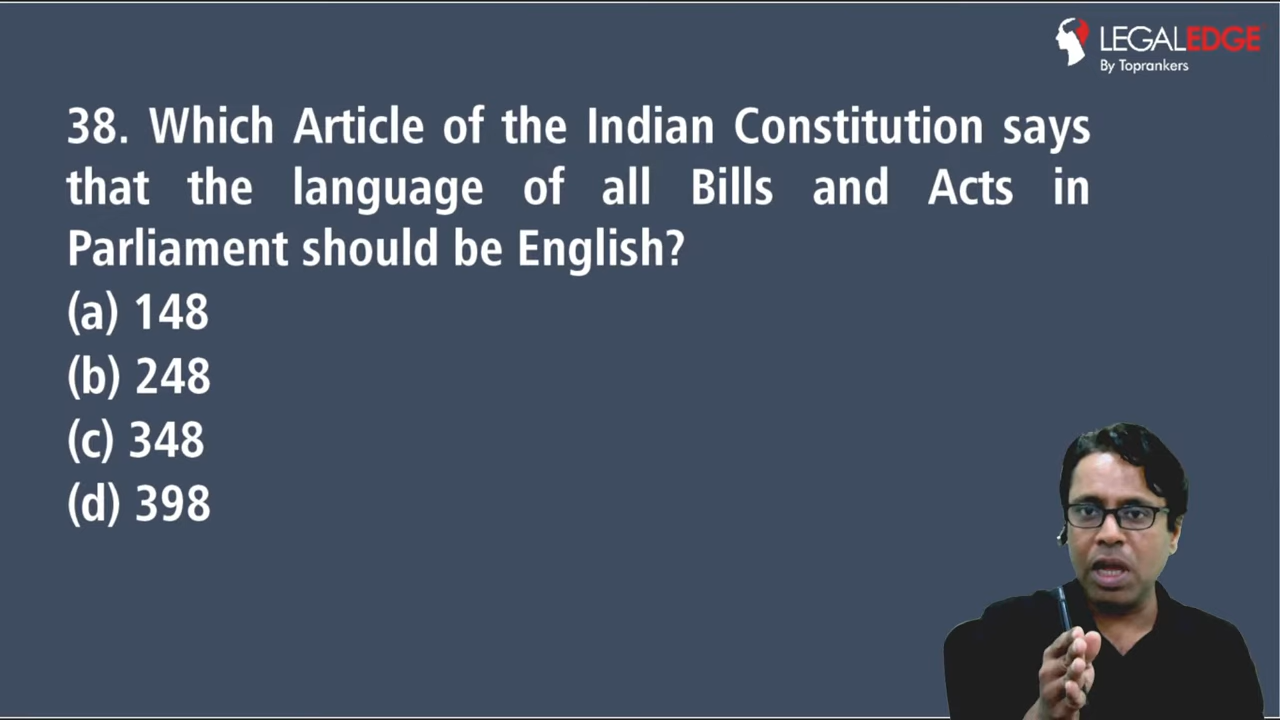 LEGALEDGE
By Toprankers
38. Which Article of the Indian Constitution says
that the language of all Bills and Acts in
Parliament should be English?
(a) 148
(b) 248
(c) 348
(d) 398